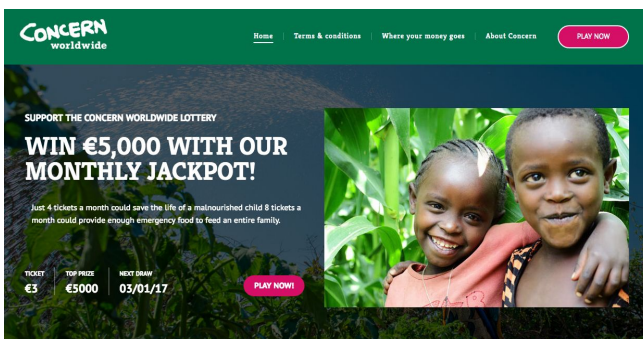 CONCERN
worldwide
Home
Terms & conditions
Where your money goes
About Concern
PLAY NOW
SUPPORT THE CONCERN WORLDWIDE LOTTERY
WIN €5,000 WITH OUR
MONTHLY JACKPOT!
Just 4 tickets a month could save the life of a malnourished child 8 tickets a
month could provide enough emergency food to feed an entire family.
TICKET
€3
TOP PRIZE
€5000
NEXT DRAW
03/01/17
PLAY NOW!